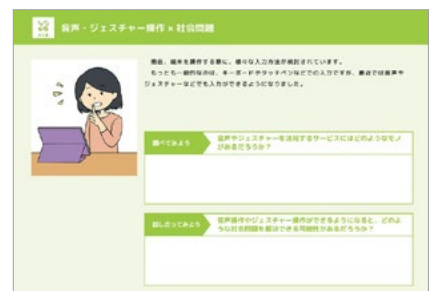 音声・ジェスチャー操作 × 社会問題
現在、端末を操作する際に、様々な入力方法が検討されています。
もっとも一般的なのは、キーボードやタッチペンなどでの入力ですが、最近では音声や
ジェスチャーなどでも入力ができるようになりました。
調べてみよう
音声やジェスチャーを活用するサービスにはどのようなモノ
があるだろうか？
話し合ってみよう
音声操作やジェスチャー操作ができるようになると、どのよ
うな社会問題を解決できる可能性があるだろうか？